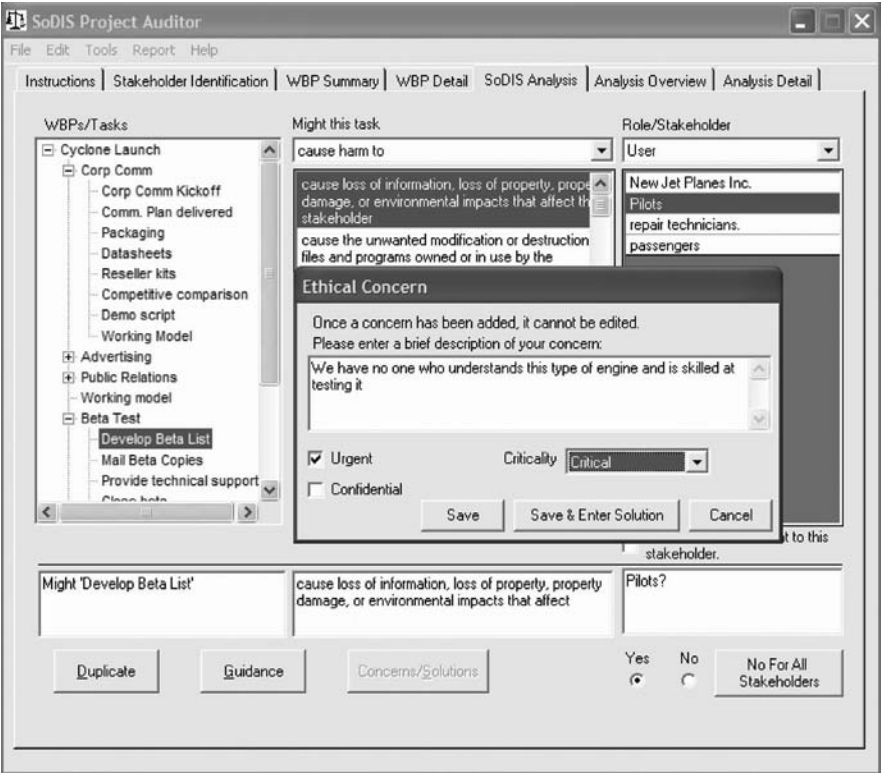 SoDIS Project Auditor
File Edit Tools Report Help
Instructions Stakeholder Identification WBP Summary WBP Detail SoDIS Analysis Analysis Overview Analysis Detail
WBPs/Tasks
Cyclone Launch
Corp Comm
Corp Comm Kickoff
Comm. Plan delivered
Packaging
Datasheets
Reseller kits
Competitive comparison
Demo script
Working Model
Advertising
Public Relations
Working model
Beta Test
Develop Beta List
Mail Beta Copies
Provide technical support
Might this task
cause harm to
cause loss of information, loss of property, prope
damage, or environmental impacts that affect th
stakeholder
cause the unwanted modification or destruction
files and programs owned or in use by the
Role/Stakeholder
User
New Jet Planes Inc.
Pilots
repair technicians.
passengers
Ethical Concern
Once a concern has been added, it cannot be edited.
Please enter a brief description of your concern:
We have no one who understands this type of engine and is skilled at
testing it
Urgent Criticality Critical
Confidential
Save Save & Enter Solution Cancel
t to this
stakeholder.
Might 'Develop Beta List'
cause loss of information, loss of property, property
damage, or environmental impacts that affect
Pilots?
Duplicate Guidance Concerns/Solutions
Yes No
No For All
Stakeholders